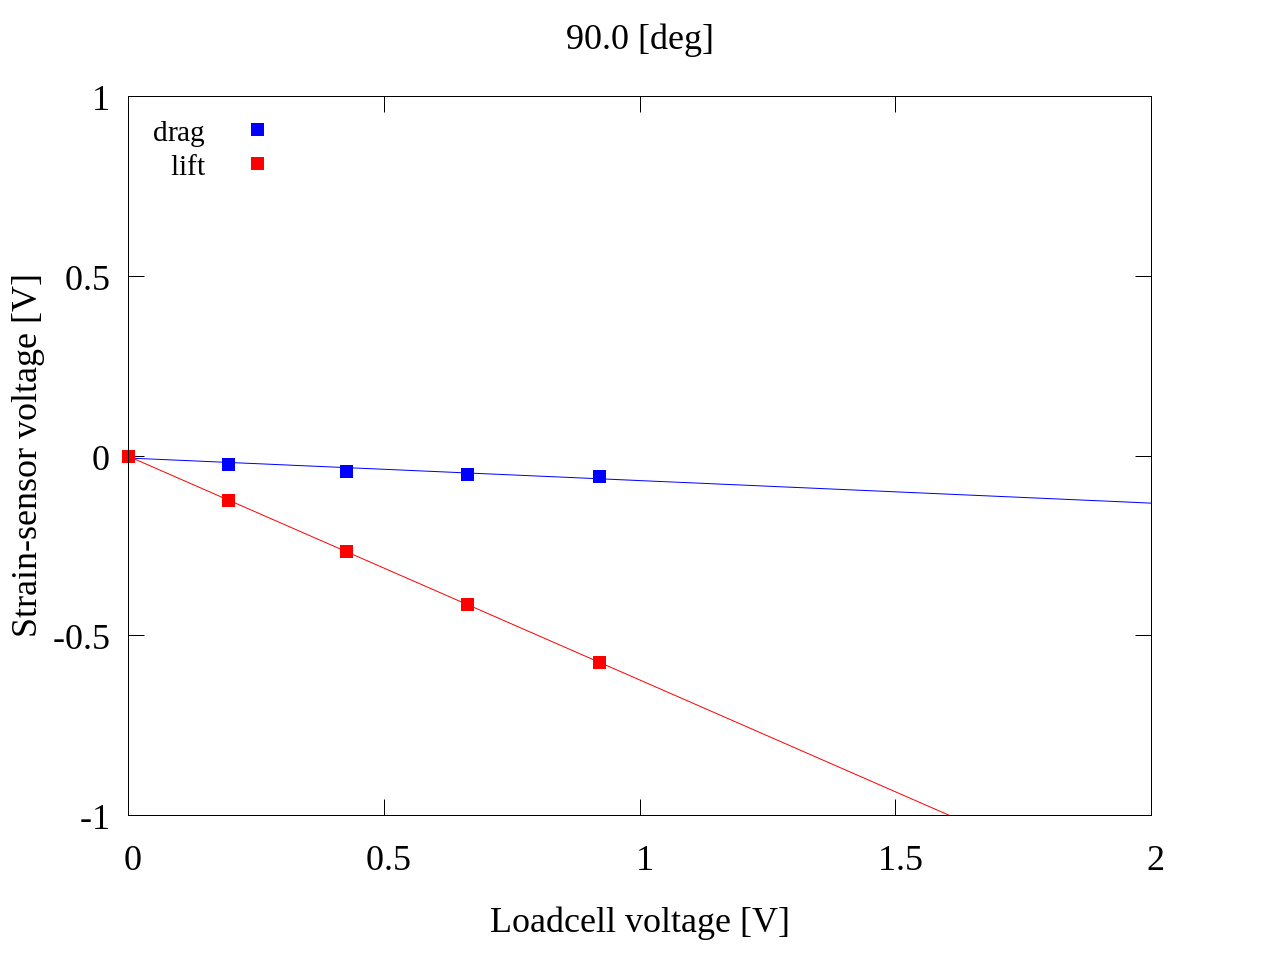 90.0 [deg]
1
drag
lift
0.5
0
-0.5
-1
0 0.5 1 1.5 2
Strain-sensor voltage [V]
Loadcell voltage [V]